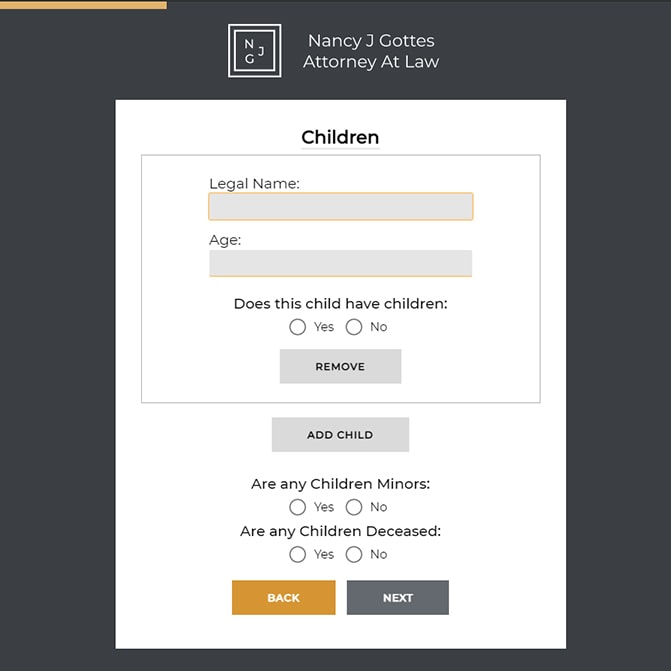 N J G
Nancy J Gottes
Attorney At Law
Children
Legal Name:
Age:
Does this child have children:
Yes No
REMOVE
ADD CHILD
Are any Children Minors:
Yes No
Are any Children Deceased:
Yes No
BACK NEXT